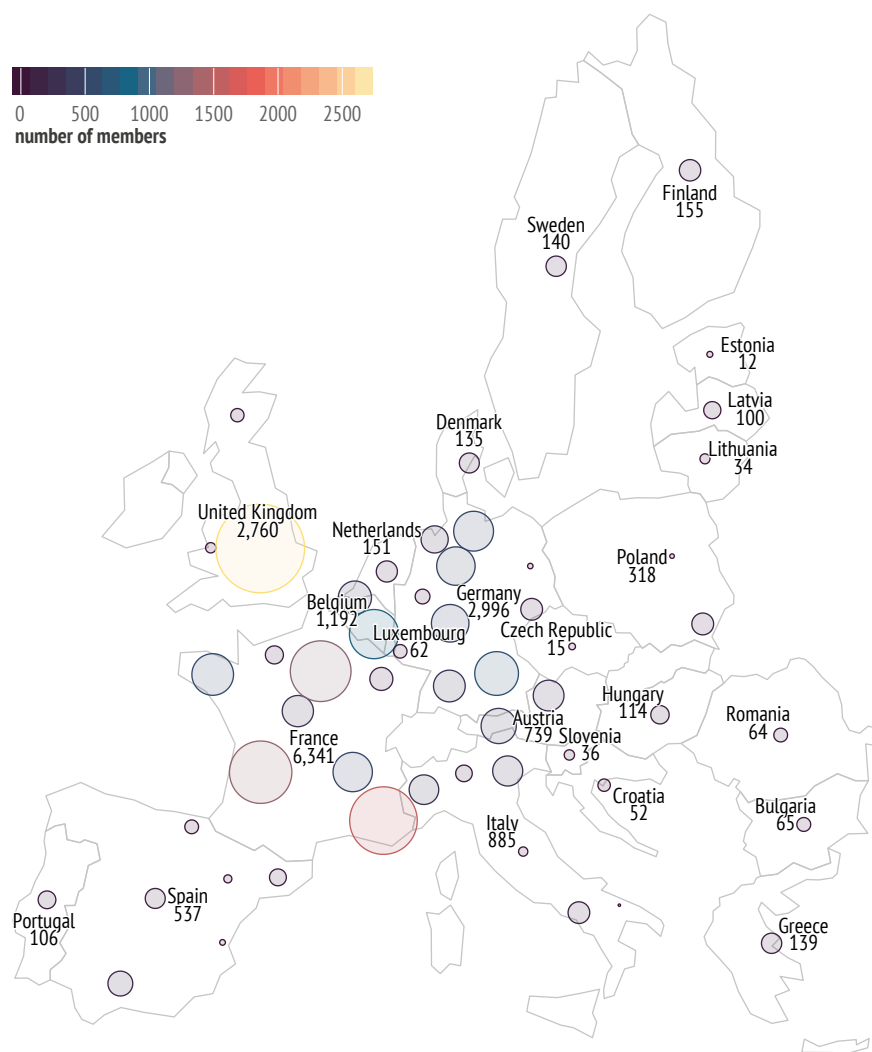 0 500 1000 1500 2000 2500
number of members
Finland
155
Sweden
140
Estonia
12
Latvia
100
Denmark
135
Lithuania
34
United Kingdom
2,760
Netherlands
151
Poland
318
Belgium
1,192
Germany
2,996
Luxembourg
62
Czech Republic
15
Hungary
114
Romania
64
Austria
739
Slovenia
36
France
6,341
Croatia
52
Bulgaria
65
Italy
885
Spain
537
Portugal
106
Greece
139